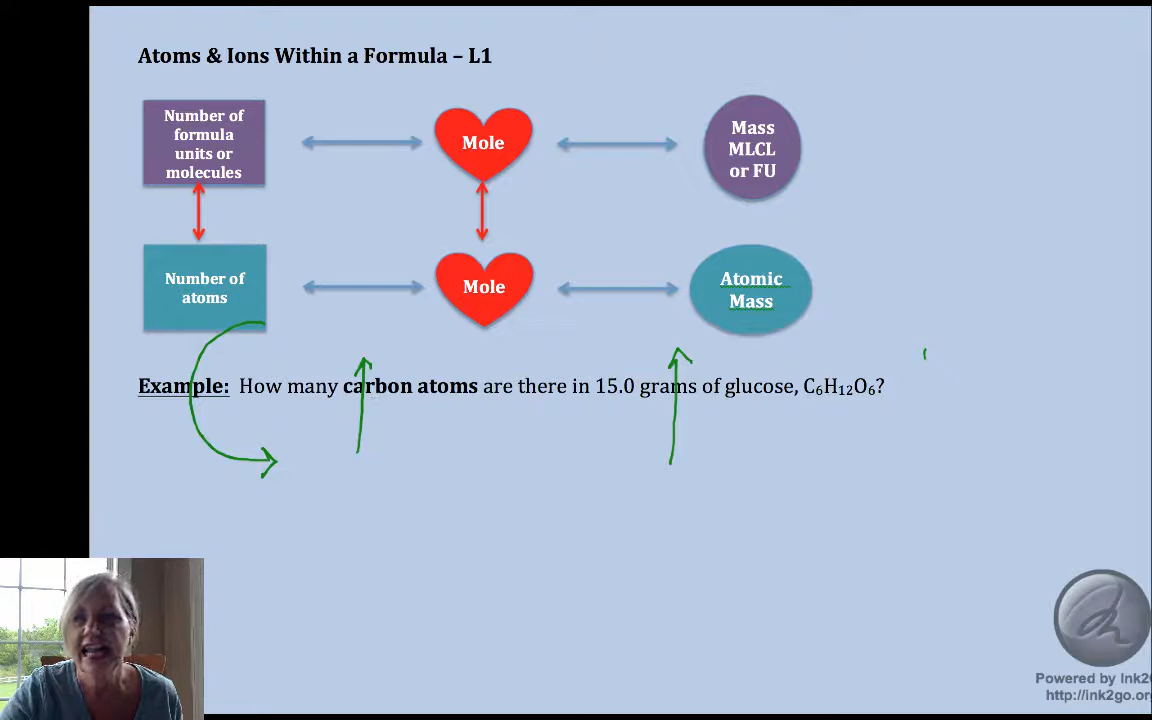 Atoms & Ions Within a Formula – L1
Number of
formula
units or
molecules
Mole
Mass
MLCL
or FU
Number of
atoms
Mole
Atomic
Mass
Example: How many carbon atoms are there in 15.0 grams of glucose, C₆H₁₂O₆?
Powered by Ink2G
http://ink2go.org